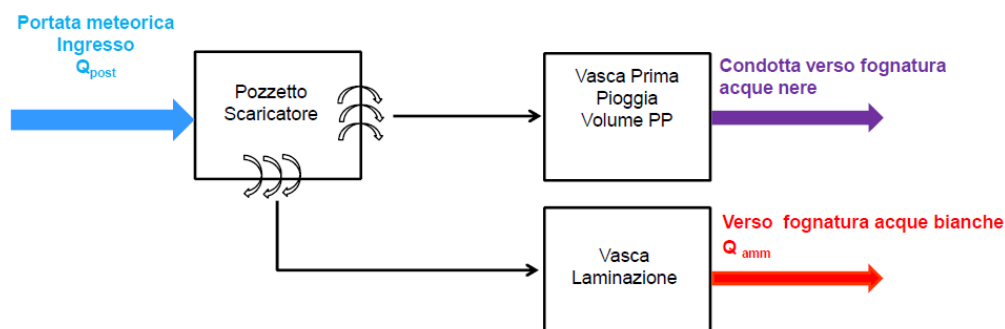 Portata meteorica
Ingresso
Qpost
Pozzetto
Scaricatore
Vasca Prima
Pioggia
Volume PP
Condotta verso fognatura
acque nere
Vasca
Laminazione
Verso fognatura acque bianche
Q amm